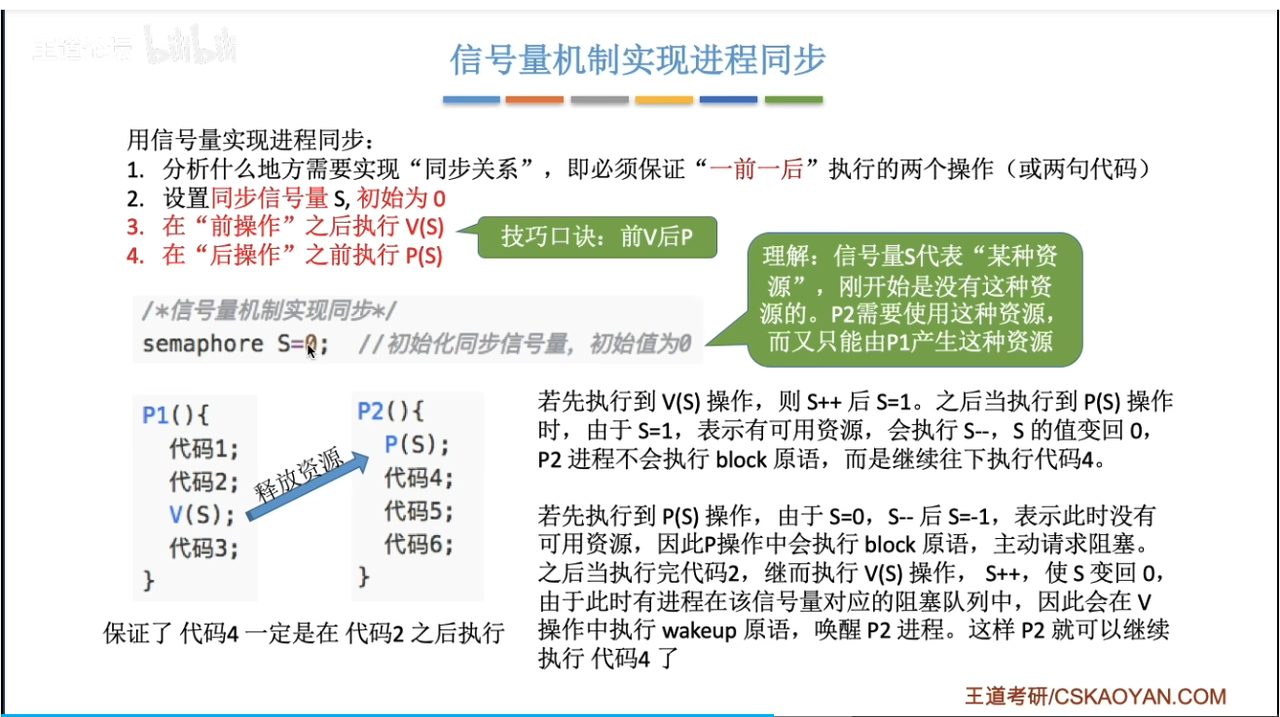 王道论坛 bilibili
信号量机制实现进程同步
用信号量实现进程同步:
1. 分析什么地方需要实现“同步关系”，即必须保证“一前一后”执行的两个操作（或两句代码）
2. 设置同步信号量 S, 初始为 0
3. 在“前操作”之后执行 V(S)
4. 在“后操作”之前执行 P(S)
技巧口诀：前V后P
理解：信号量S代表“某种资
源”，刚开始是没有这种资
源的。P2需要使用这种资源，
而又只能由P1产生这种资源
/*信号量机制实现同步*/
semaphore S=0; //初始化同步信号量，初始值为0
P1(){
代码1;
代码2;
V(S);
代码3;
}
释放资源
P2(){
P(S);
代码4;
代码5;
代码6;
}
保证了 代码4 一定是在 代码2 之后执行
若先执行到 V(S) 操作，则 S++ 后 S=1。之后当执行到 P(S) 操作
时，由于 S=1，表示有可用资源，会执行 S--，S 的值变回 0，
P2 进程不会执行 block 原语，而是继续往下执行代码4。
若先执行到 P(S) 操作，由于 S=0，S-- 后 S=-1，表示此时没有
可用资源，因此P操作中会执行 block 原语，主动请求阻塞。
之后当执行完代码2，继而执行 V(S) 操作， S++，使 S 变回 0，
由于此时有进程在该信号量对应的阻塞队列中，因此会在 V
操作中执行 wakeup 原语，唤醒 P2 进程。这样 P2 就可以继续
执行 代码4 了
王道考研/CSKAOYAN.COM